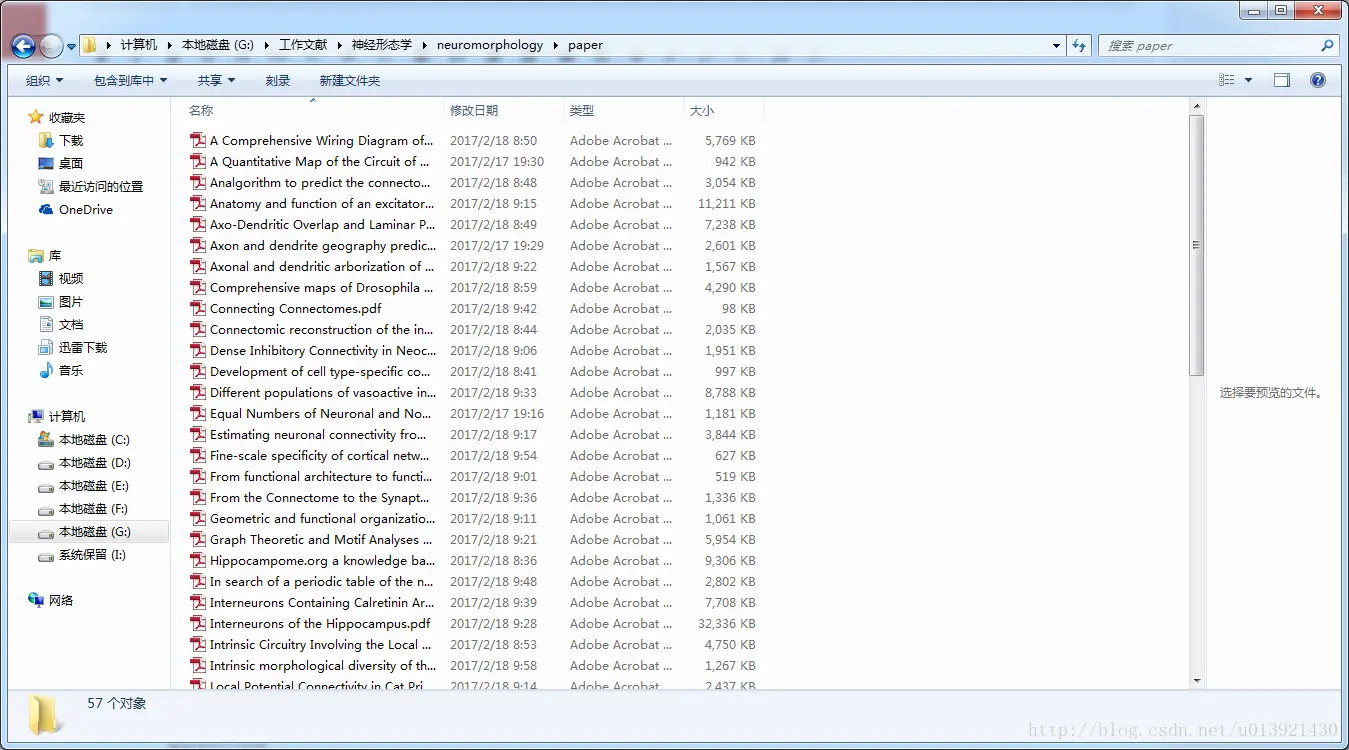 计算机 本地磁盘 (G:) 工作文献 神经形态学 neuromorphology paper 搜索 paper
组织 包含到库中 共享 刻录 新建文件夹
收藏夹
下载
桌面
最近访问的位置
OneDrive
库
视频
图片
文档
迅雷下载
音乐
计算机
本地磁盘 (C:)
本地磁盘 (D:)
本地磁盘 (E:)
本地磁盘 (F:)
本地磁盘 (G:)
系统保留 (I:)
网络
名称 修改日期 类型 大小
A Comprehensive Wiring Diagram of... 2017/2/18 8:50 Adobe Acrobat ... 5,769 KB
A Quantitative Map of the Circuit of ... 2017/2/17 19:30 Adobe Acrobat ... 942 KB
Analgorithm to predict the connecto... 2017/2/18 8:48 Adobe Acrobat ... 3,054 KB
Anatomy and function of an excitator... 2017/2/18 9:15 Adobe Acrobat ... 11,211 KB
Axo-Dendritic Overlap and Laminar P... 2017/2/18 8:49 Adobe Acrobat ... 7,238 KB
Axon and dendrite geography predic... 2017/2/17 19:29 Adobe Acrobat ... 2,601 KB
Axonal and dendritic arborization of ... 2017/2/18 9:22 Adobe Acrobat ... 1,567 KB
Comprehensive maps of Drosophila ... 2017/2/18 8:59 Adobe Acrobat ... 4,290 KB
Connecting Connectomes.pdf 2017/2/18 9:42 Adobe Acrobat ... 98 KB
Connectomic reconstruction of the in... 2017/2/18 8:44 Adobe Acrobat ... 2,035 KB
Dense Inhibitory Connectivity in Neoc... 2017/2/18 9:06 Adobe Acrobat ... 1,951 KB
Development of cell type-specific co... 2017/2/18 8:41 Adobe Acrobat ... 997 KB
Different populations of vasoactive in... 2017/2/18 9:33 Adobe Acrobat ... 8,788 KB
Equal Numbers of Neuronal and No... 2017/2/17 19:16 Adobe Acrobat ... 1,181 KB
Estimating neuronal connectivity fro... 2017/2/18 9:17 Adobe Acrobat ... 3,844 KB
Fine-scale specificity of cortical netw... 2017/2/18 9:54 Adobe Acrobat ... 627 KB
From functional architecture to functi... 2017/2/18 9:01 Adobe Acrobat ... 519 KB
From the Connectome to the Synapt... 2017/2/18 9:36 Adobe Acrobat ... 1,336 KB
Geometric and functional organizatio... 2017/2/18 9:11 Adobe Acrobat ... 1,061 KB
Graph Theoretic and Motif Analyses ... 2017/2/18 9:21 Adobe Acrobat ... 5,954 KB
Hippocampome.org a knowledge ba... 2017/2/18 8:36 Adobe Acrobat ... 9,306 KB
In search of a periodic table of the n... 2017/2/18 9:48 Adobe Acrobat ... 2,802 KB
Interneurons Containing Calretinin Ar... 2017/2/18 9:39 Adobe Acrobat ... 7,708 KB
Interneurons of the Hippocampus.pdf 2017/2/18 9:28 Adobe Acrobat ... 32,336 KB
Intrinsic Circuitry Involving the Local ... 2017/2/18 8:53 Adobe Acrobat ... 4,750 KB
Intrinsic morphological diversity of th... 2017/2/18 9:58 Adobe Acrobat ... 1,267 KB
Local Potential Connectivity in Cat Pri... 2017/2/18 9:14 Adobe Acrobat ... 2,437 KB
选择要预览的文件。
57 个对象
http://blog.csdn.net/u013921430